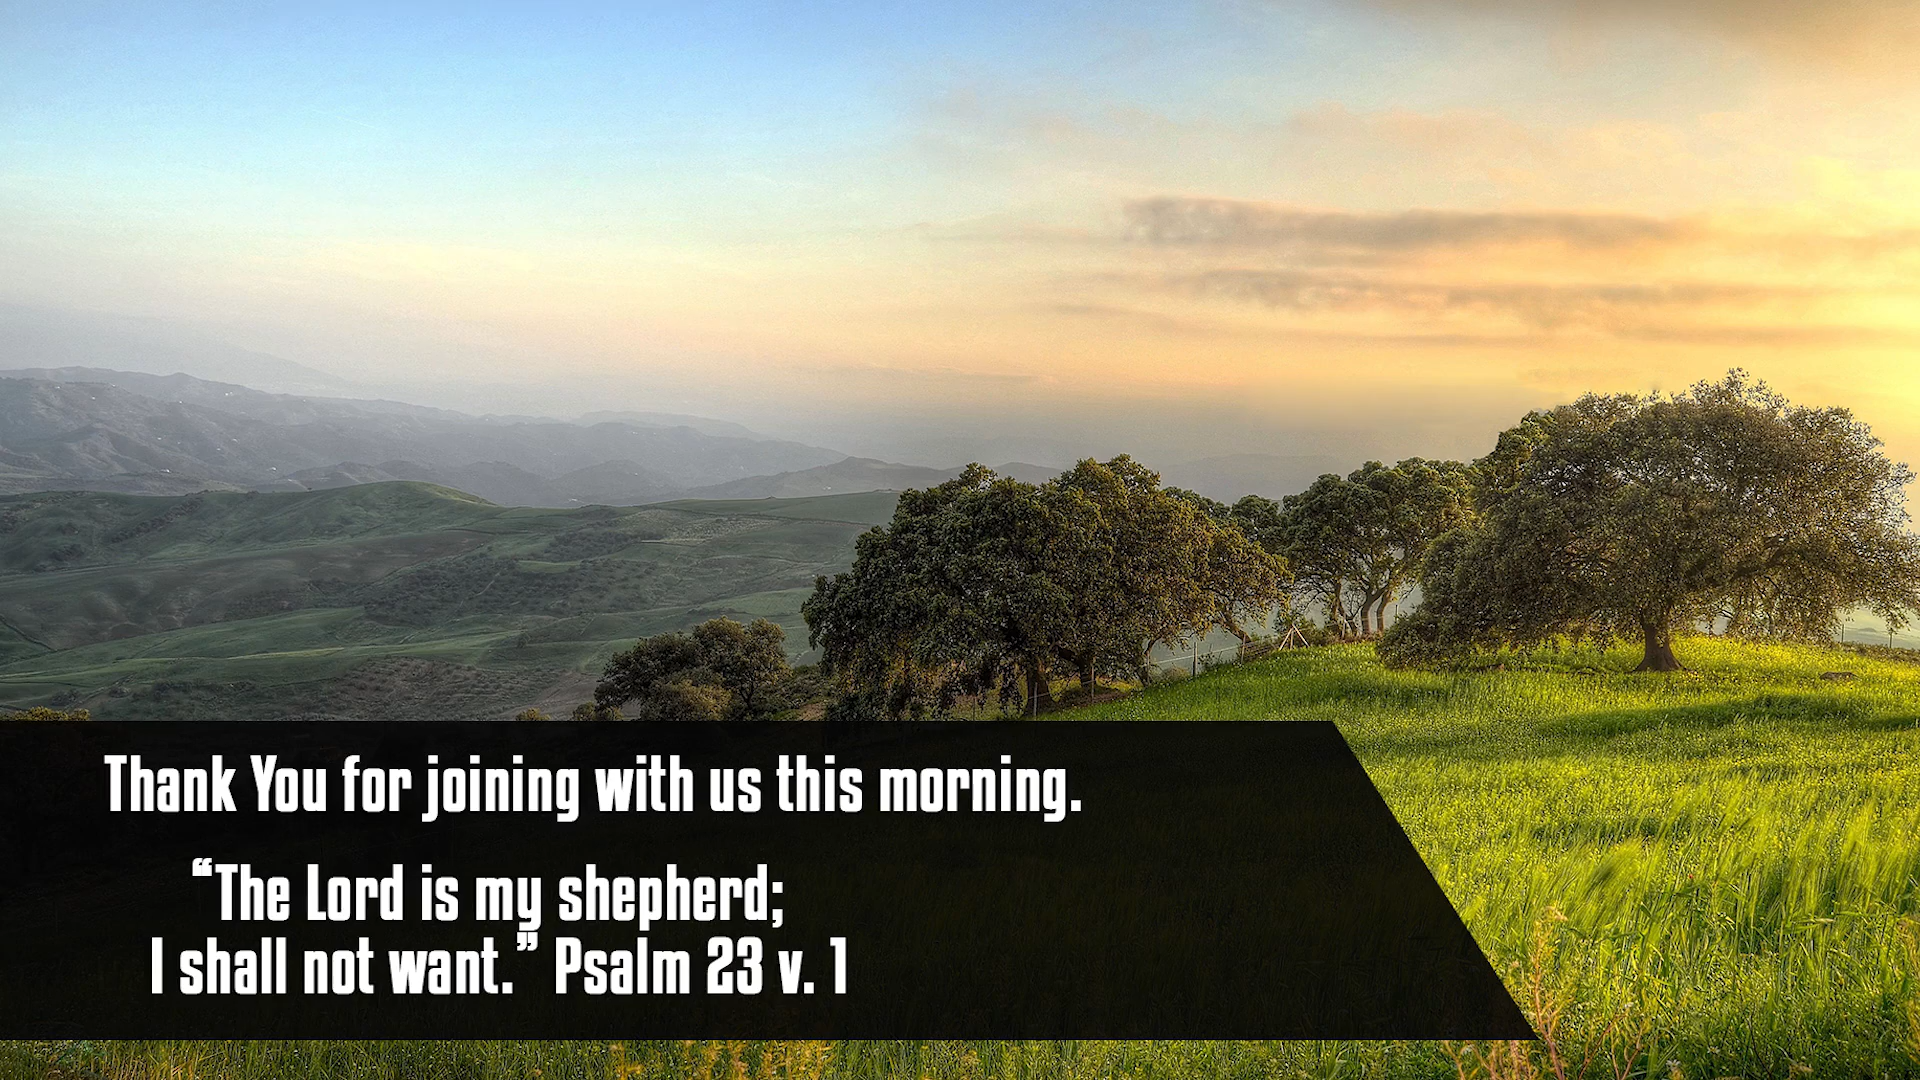 Thank You for joining with us this morning.
“The Lord is my shepherd;
I shall not want.” Psalm 23 v. 1